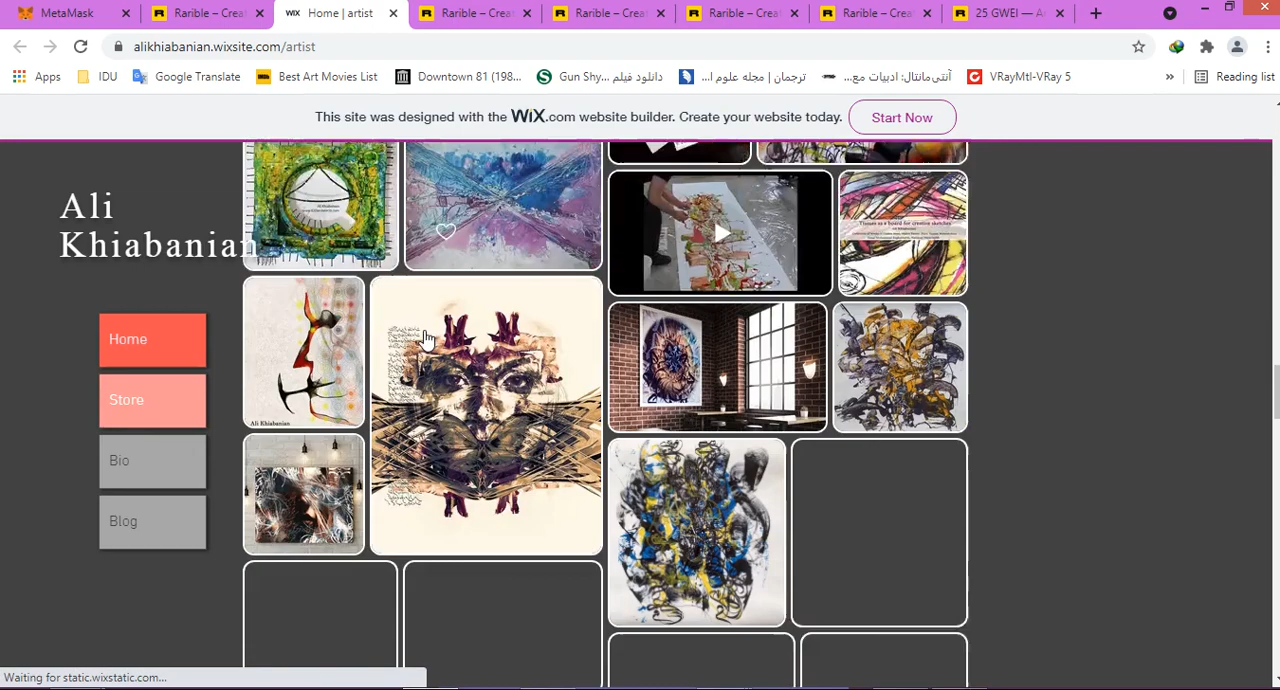 MetaMask
Rarible – Crea
Home | artist
Rarible – Crea
Rarible – Crea
Rarible – Crea
Rarible – Crea
25 GWEI — A
alikhiabanian.wixsite.com/artist
Apps
IDU
Google Translate
Best Art Movies List
Downtown 81 (198...
دانلود فیلم Gun Shy...
ترجمان | مجله علوم ا...
آنتی‌مانتال: ادبیات مع...
VRayMtl-VRay 5
»
Reading list
This site was designed with the WiX.com website builder. Create your website today.
Start Now
Ali
Khiabanian
Home
Store
Bio
Blog
Ali Khiabanian
Waiting for static.wixstatic.com...